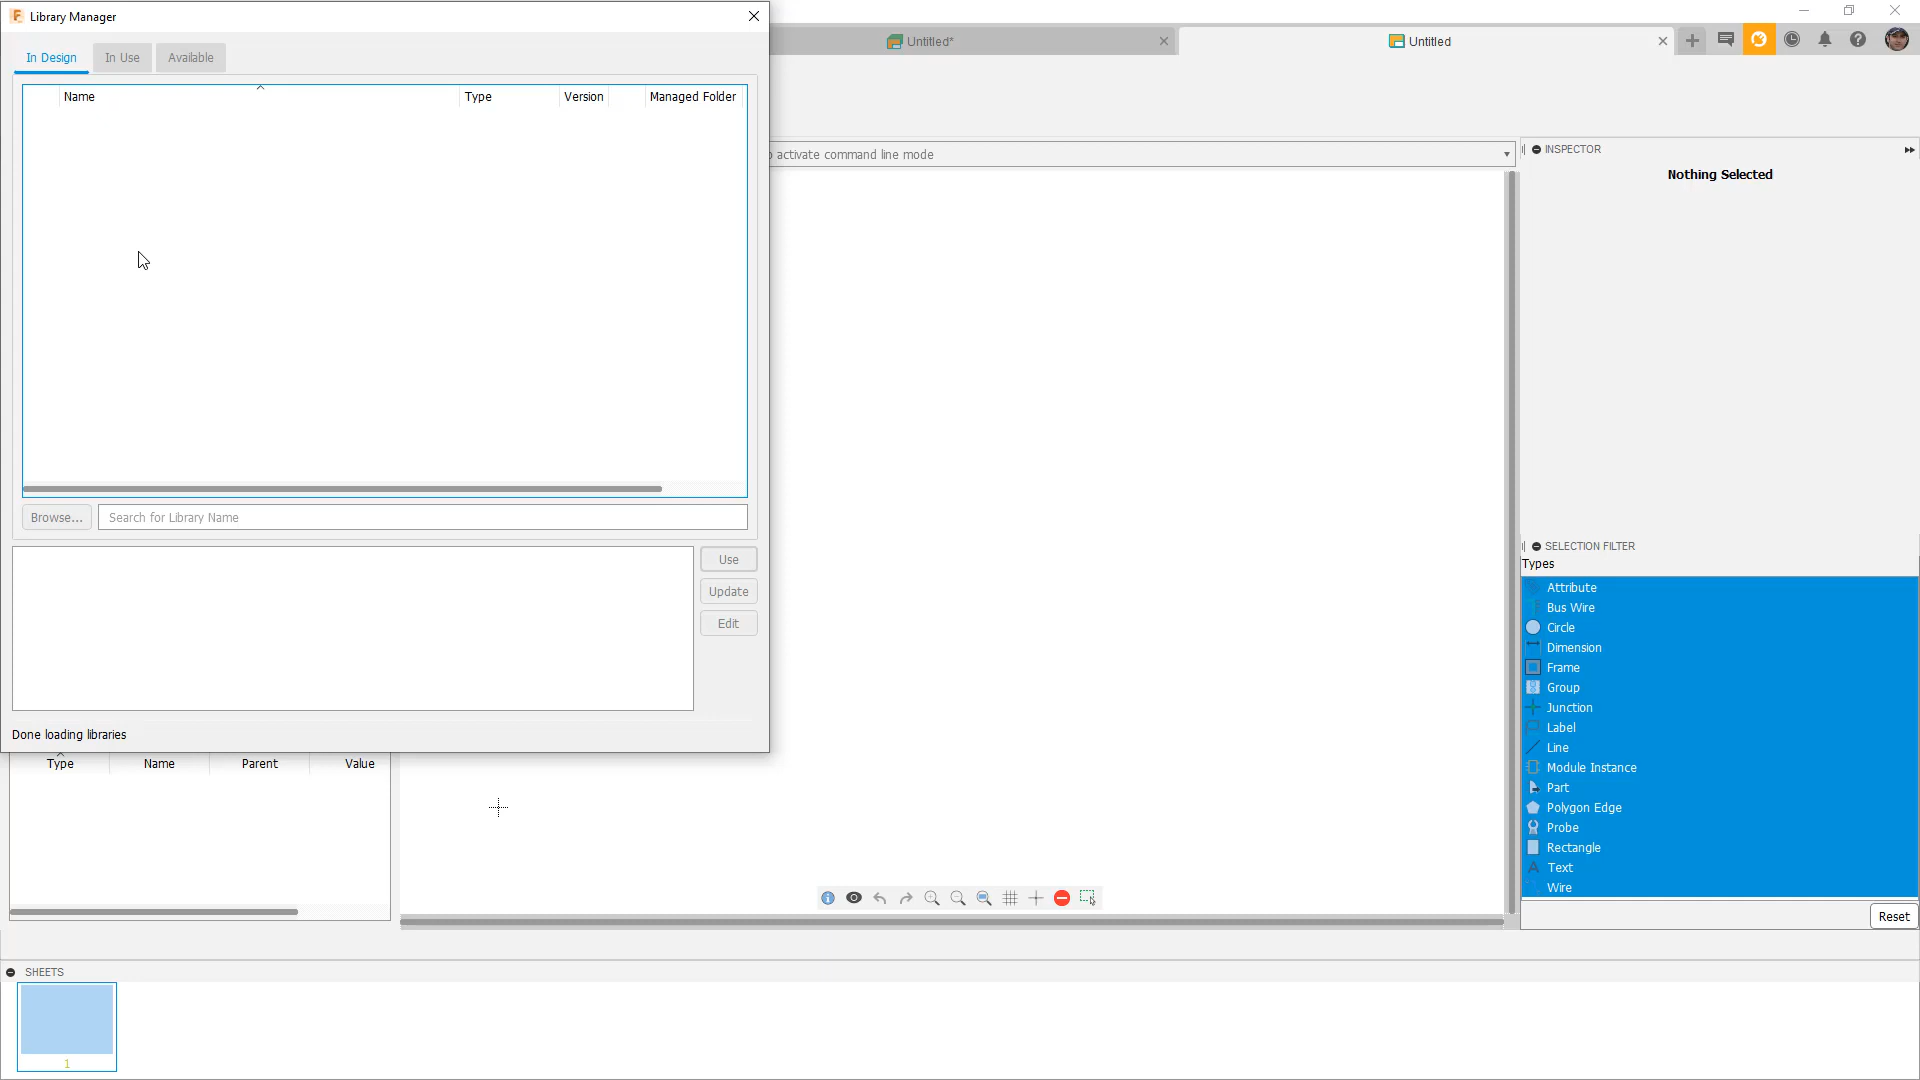 Library Manager
Untitled*
Untitled
In Design
In Use
Available
Name
Type
Version
Managed Folder
activate command line mode
INSPECTOR
Nothing Selected
Browse...
Search for Library Name
Use
Update
Edit
Done loading libraries
SELECTION FILTER
Types
Attribute
Bus Wire
Circle
Dimension
Frame
Group
Junction
Label
Line
Module Instance
Part
Polygon Edge
Probe
Rectangle
Text
Wire
Reset
Type
Name
Parent
Value
SHEETS
1